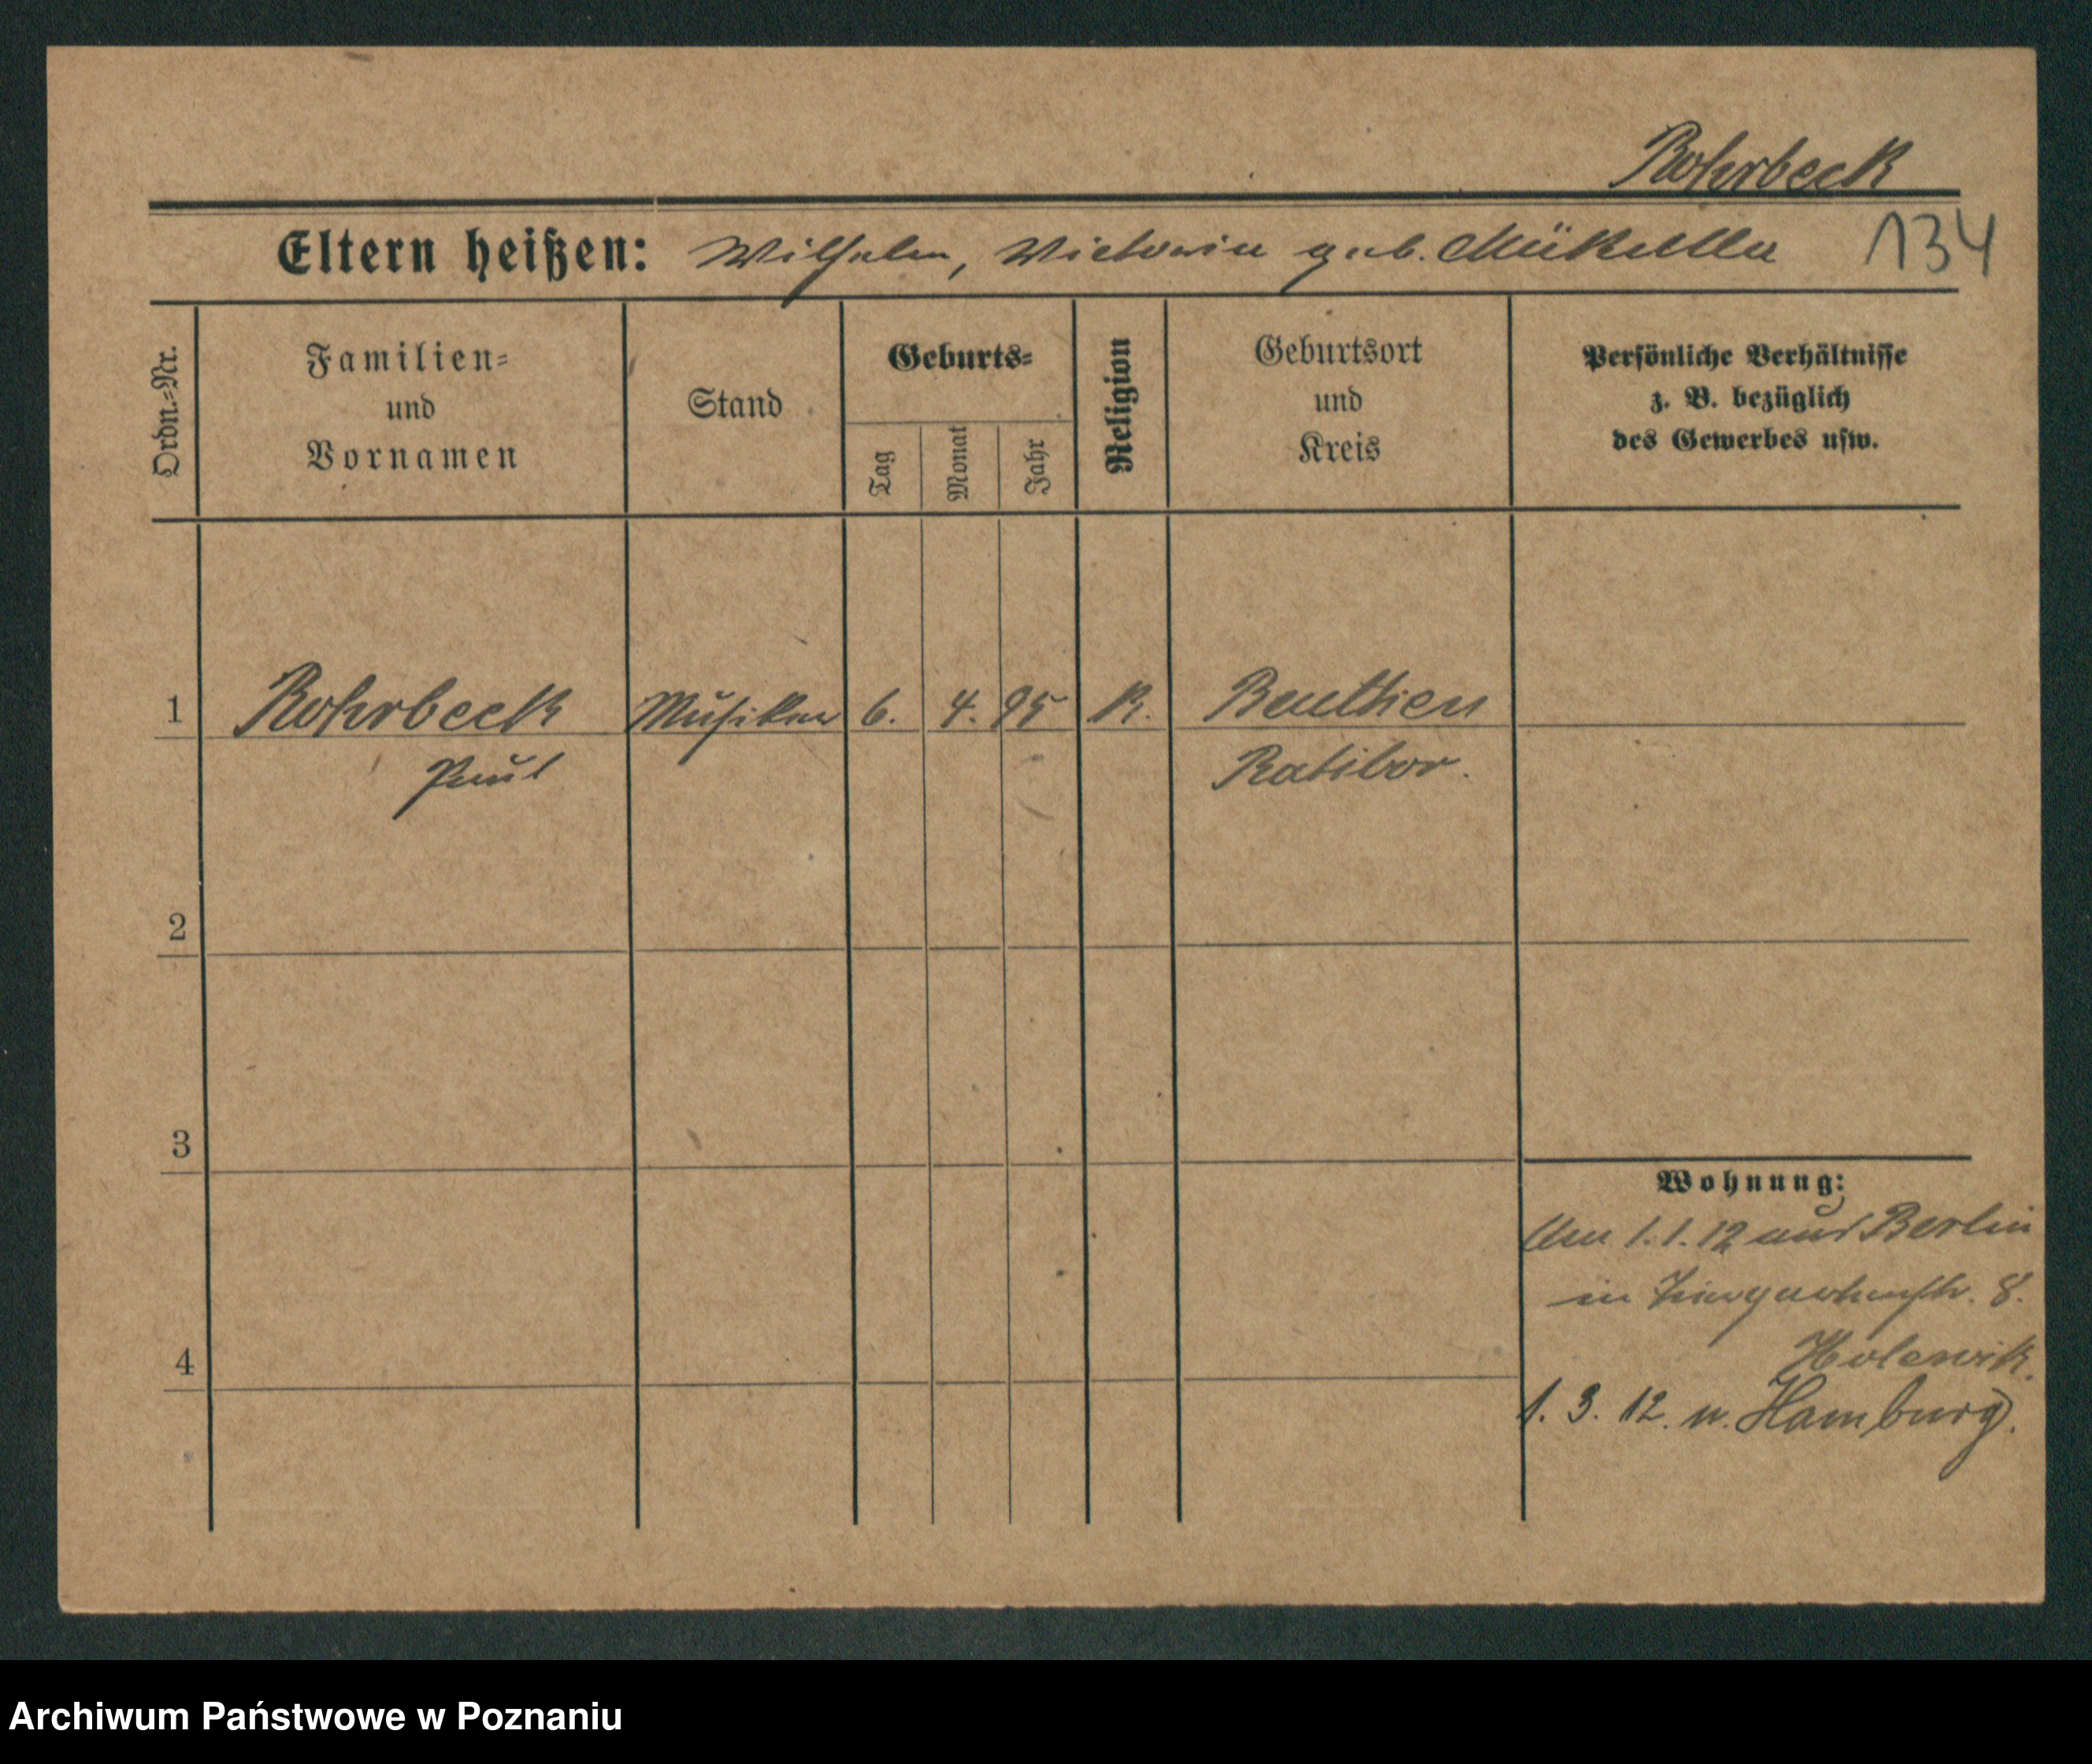 Rohrbeck
Eltern heißen: Wilhelm, Victoria geb. 134
Ordn.=Nr.
Familien=
und
Vornamen
Stand
Geburts=
Tag
Monat
Jahr
Religion
Geburtsort
und
Kreis
Persönliche Verhältnisse
z. B. bezüglich
des Gewerbes usw.
1 Rohrbeck Musiker 6. 4. 95 K. Beuthen
Paul Ratibor.
2
3
Wohnung:
Am 1.1.12 aus Berlin
in 8.
4
1. 3. 12. n. Hamburg.
Archiwum Państwowe w Poznaniu